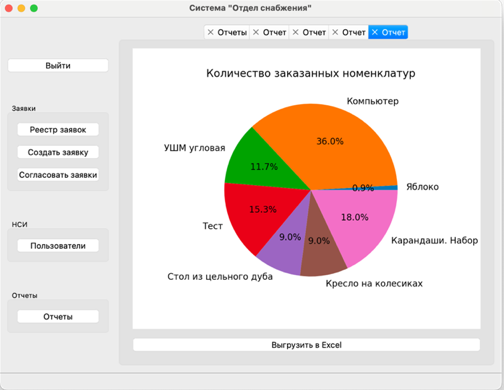 Система "Отдел снабжения"
✕ Отчеты ✕ Отчет ✕ Отчет ✕ Отчет ✕ Отчет
Выйти
Заявки
Реестр заявок
Создать заявку
Согласовать заявки
НСИ
Пользователи
Отчеты
Отчеты
Количество заказанных номенклатур
Компьютер
36.0%
УШМ угловая
11.7%
0.9%
Яблоко
Тест
15.3%
18.0%
Карандаши. Набор
9.0%
9.0%
Стол из цельного дуба
Кресло на колесиках
Выгрузить в Excel